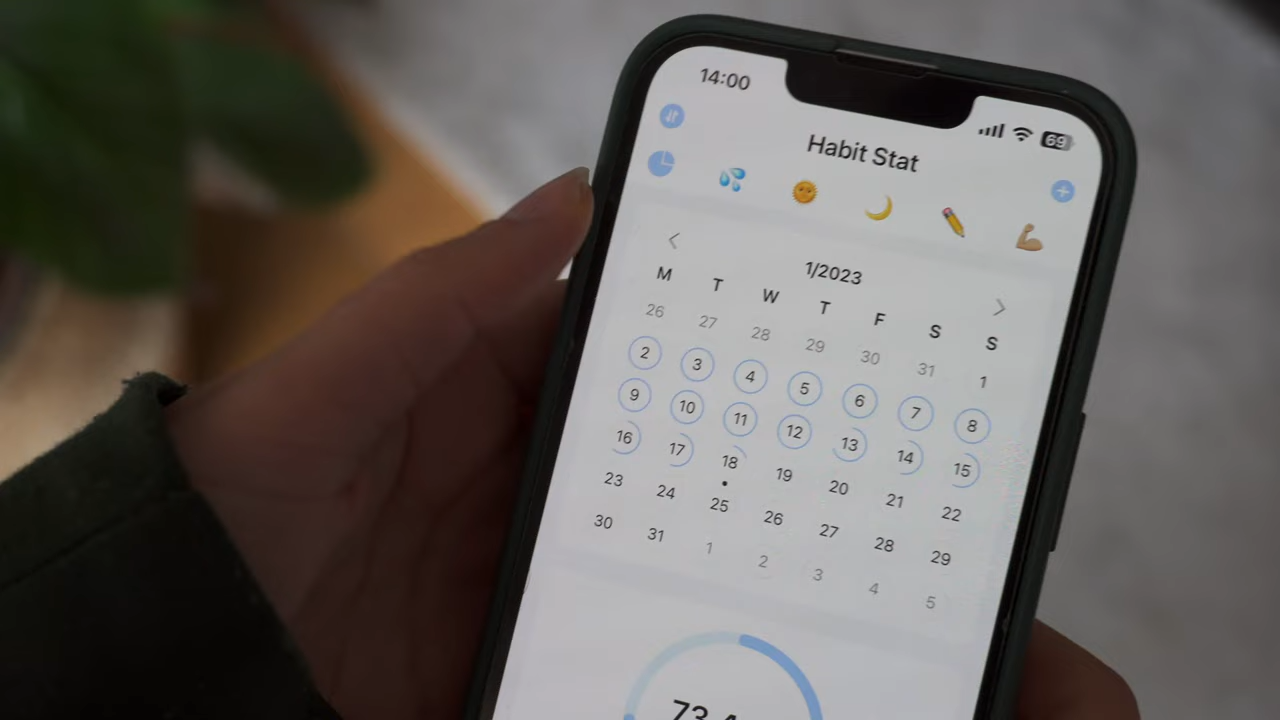 14:00
69
Habit Stat
1/2023
M T W T F S S
26 27 28 29 30 31 1
2 3 4 5 6 7 8
9 10 11 12 13 14 15
16 17 18 19 20 21 22
23 24 25 26 27 28 29
30 31 1 2 3 4 5
73.4